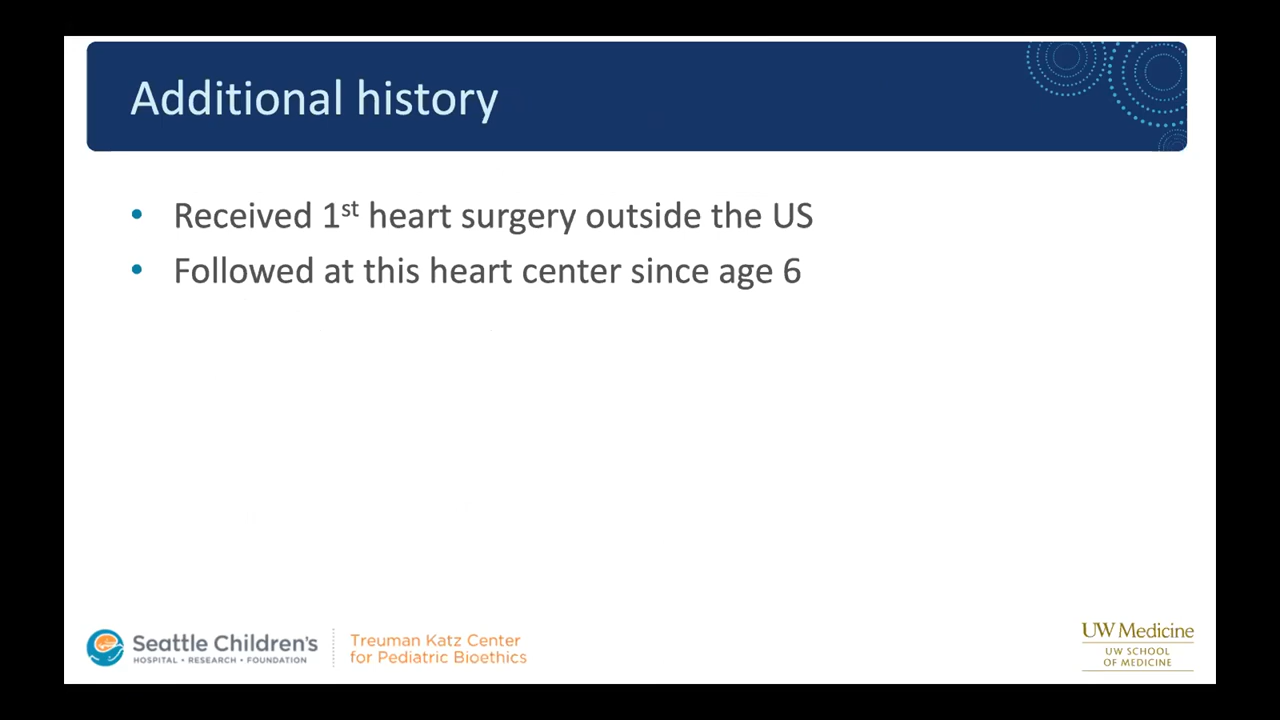 Additional history
• Received 1st heart surgery outside the US
• Followed at this heart center since age 6
Seattle Children's
HOSPITAL • RESEARCH • FOUNDATION
Treuman Katz Center
for Pediatric Bioethics
UW Medicine
UW SCHOOL
OF MEDICINE